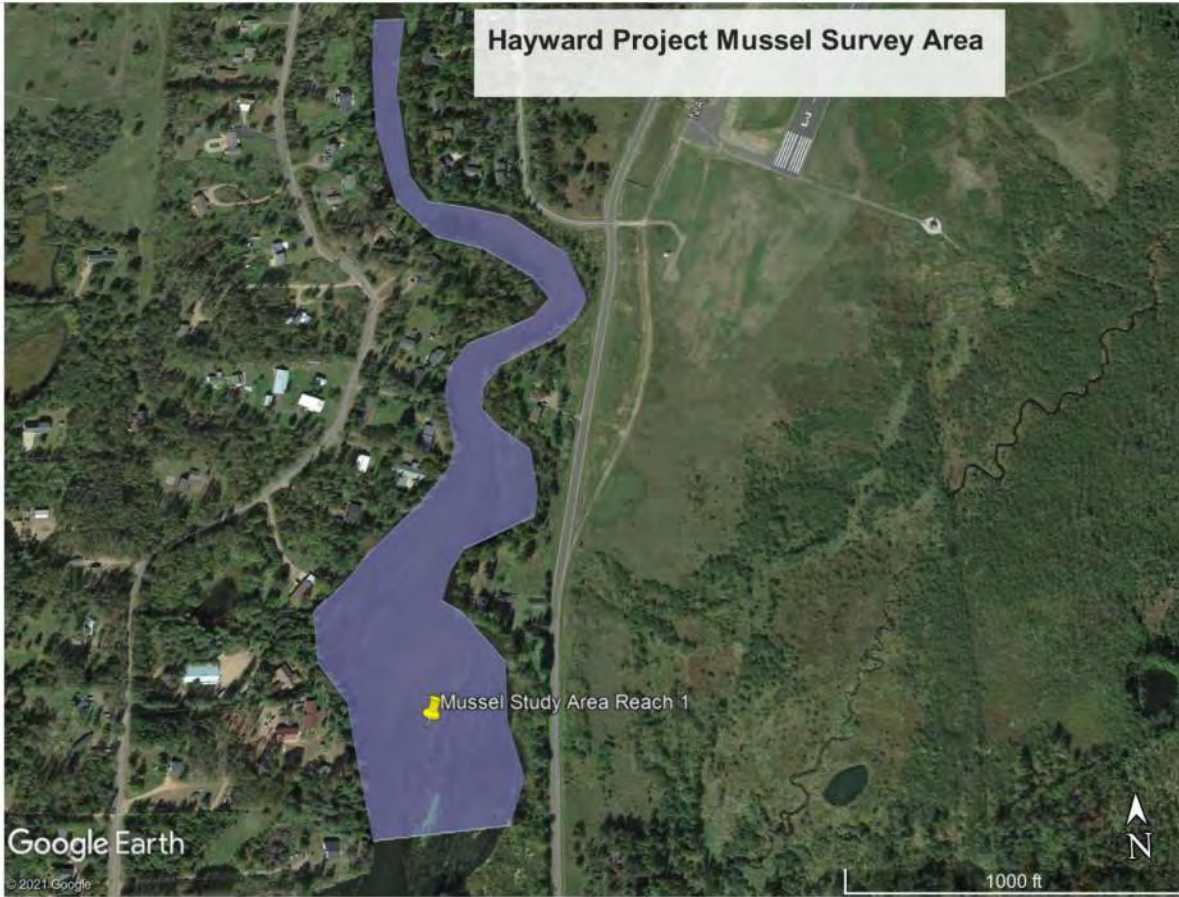 Hayward Project Mussel Survey Area
Mussel Study Area Reach 1
Google Earth
N
© 2021 Google
1000 ft